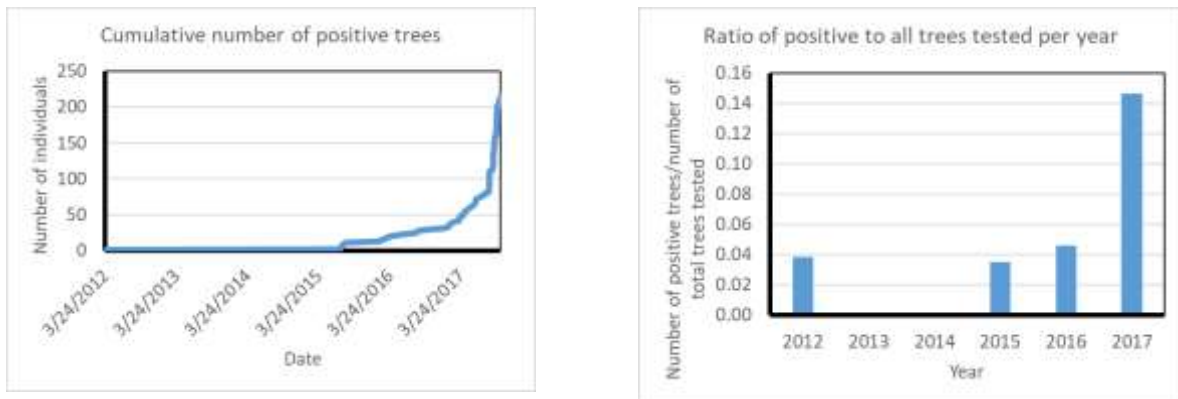 Cumulative number of positive trees
Number of individuals
250
200
150
100
50
0
3/24/2012
3/24/2013
3/24/2014
3/24/2015
3/24/2016
3/24/2017
Date
Ratio of positive to all trees tested per year
Number of positive trees/number of
total trees tested
0.16
0.14
0.12
0.10
0.08
0.06
0.04
0.02
0.00
2012 2013 2014 2015 2016 2017
Year